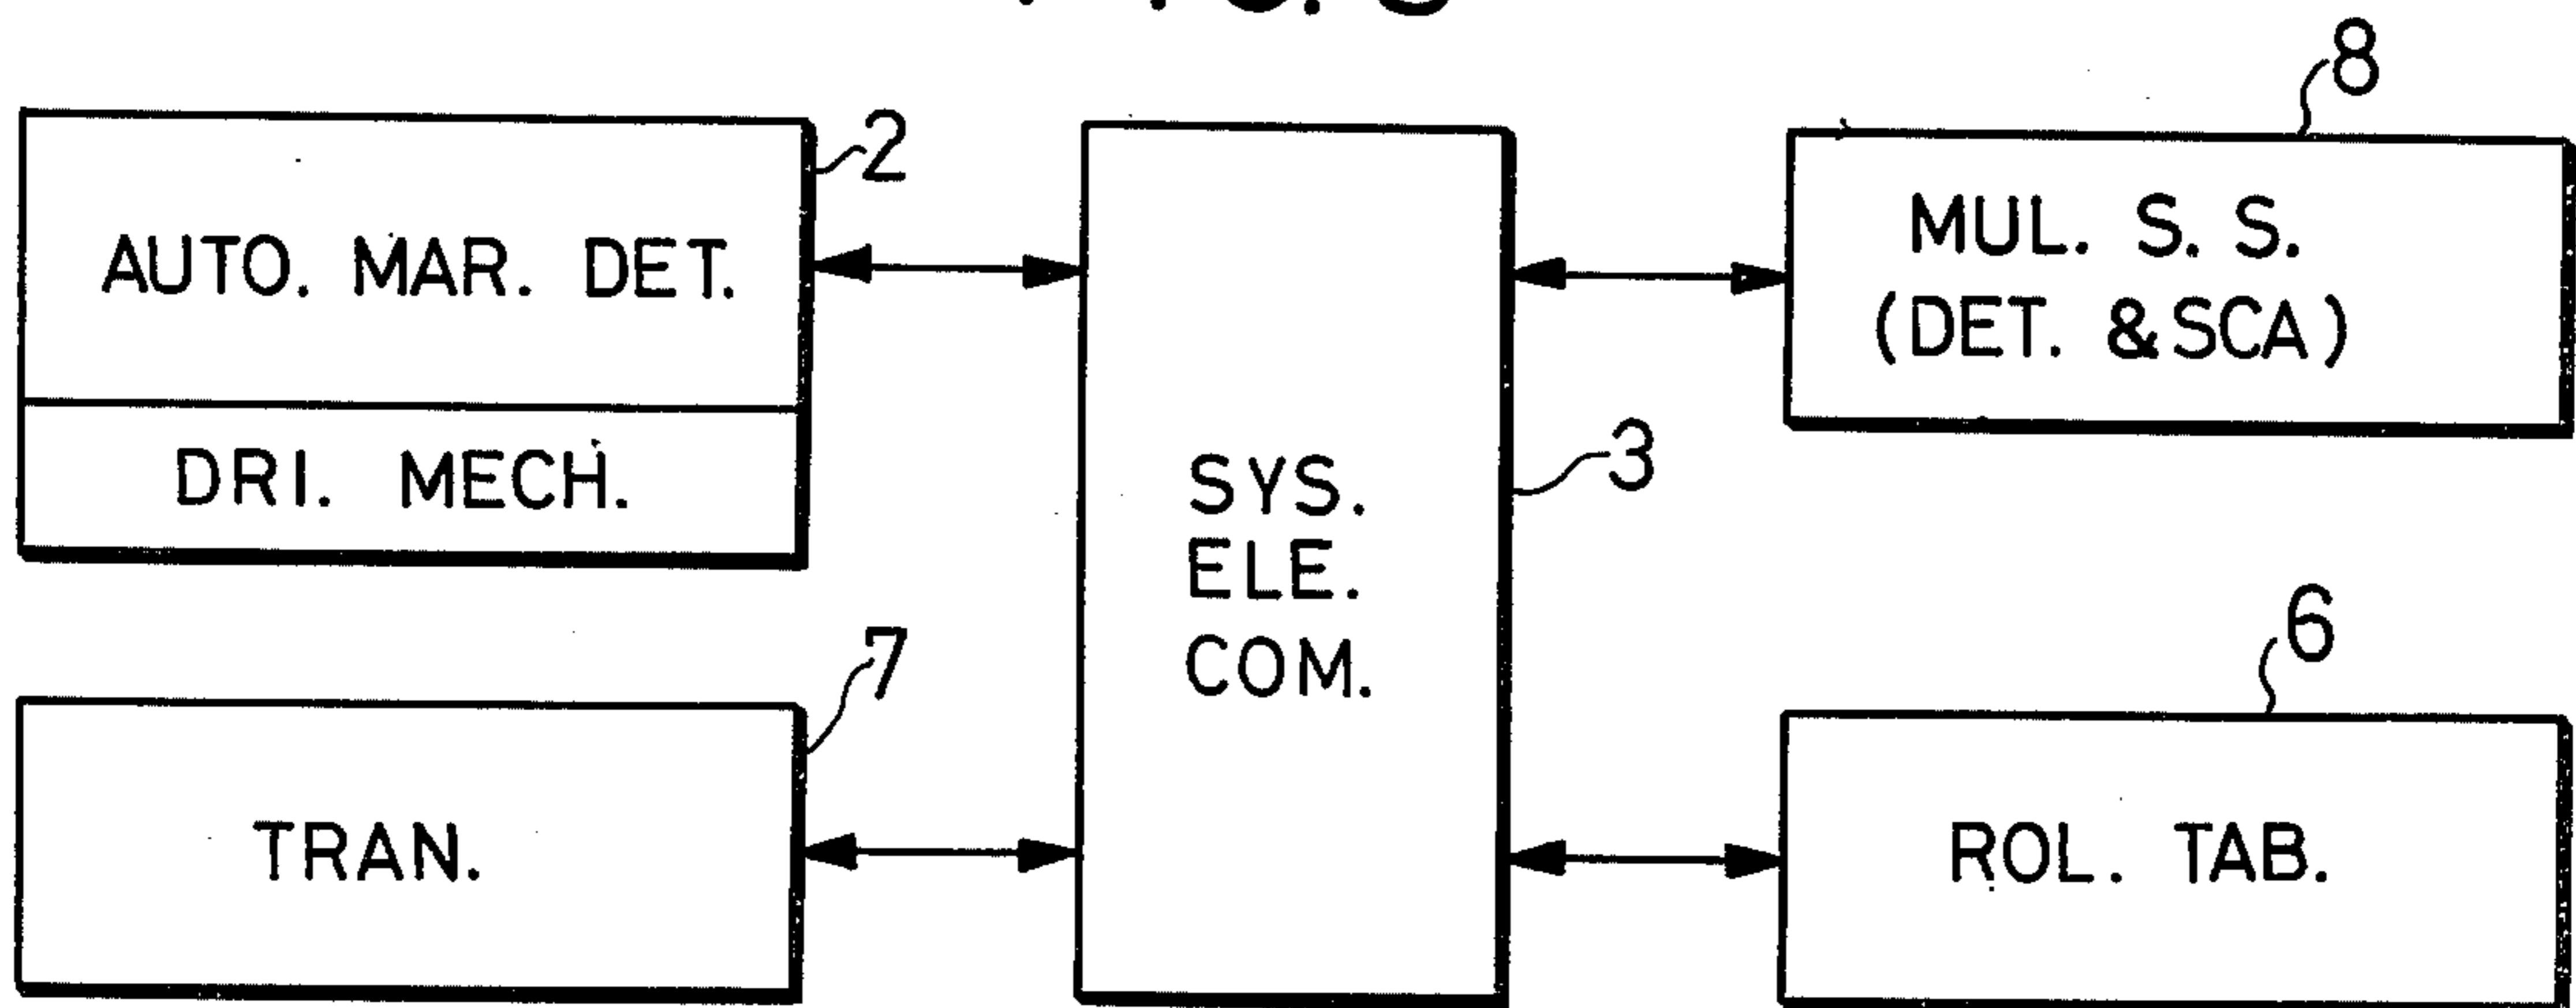 8
2
AUTO. MAR. DET.
DRI. MECH.
MUL. S. S.
(DET. & SCA)
3
SYS.
ELE.
COM.
7
6
TRAN.
ROL. TAB.